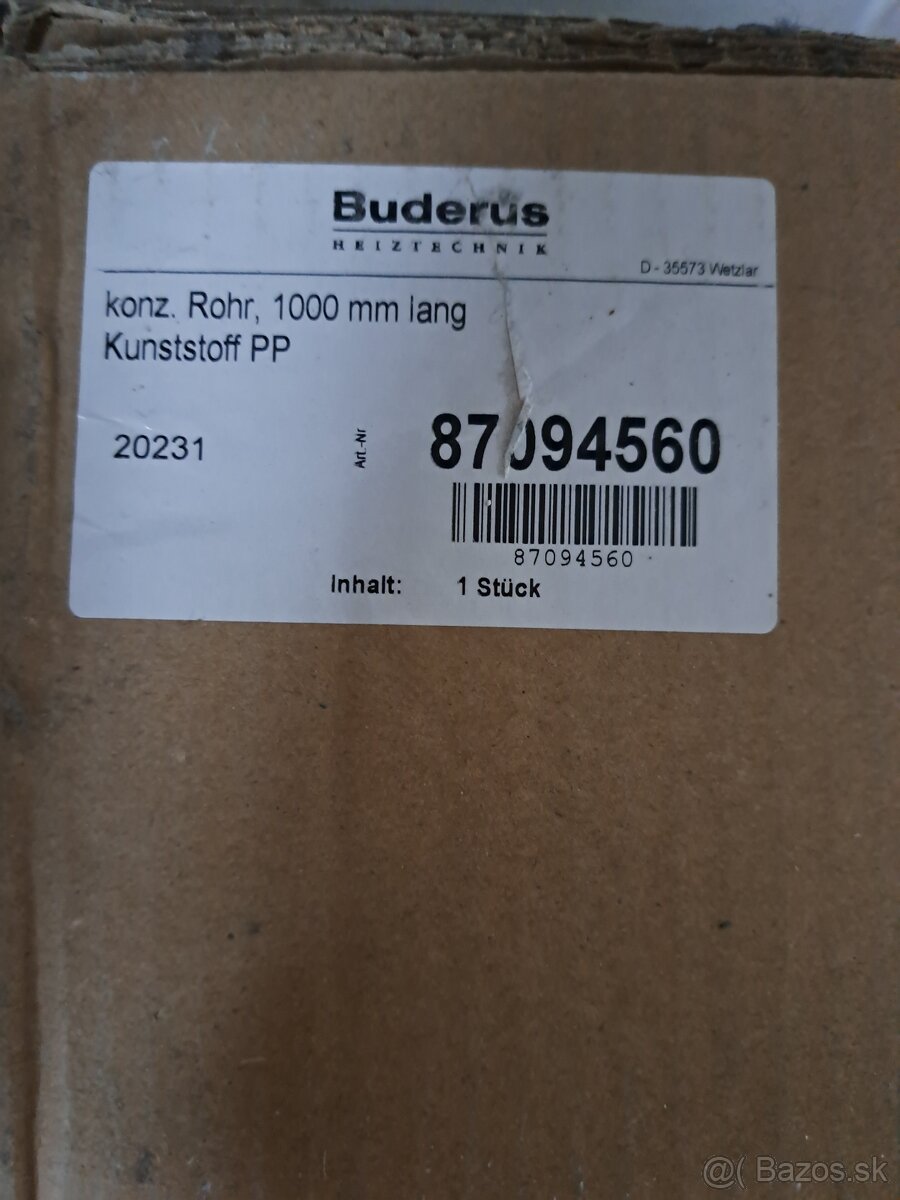 Buderus
HEIZTECHNIK
D - 35573 Wetzlar
konz. Rohr, 1000 mm lang
Kunststoff PP
20231
Art.-Nr
87094560
87094560
Inhalt: 1 Stück
@( Bazos.sk